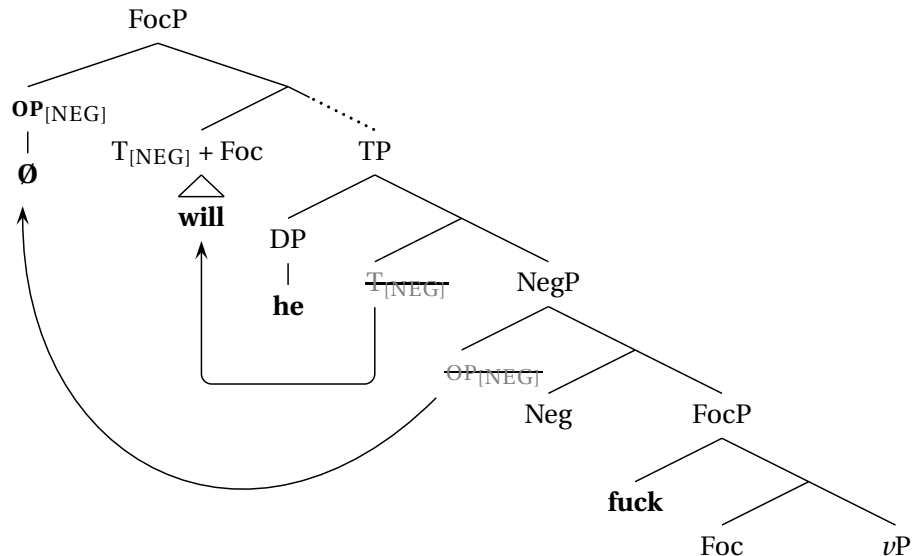 FocP
OP[NEG]
Ø
T[NEG] + Foc
will
TP
DP
he
T[NEG]
NegP
OP[NEG]
Neg
FocP
fuck
Foc
vP